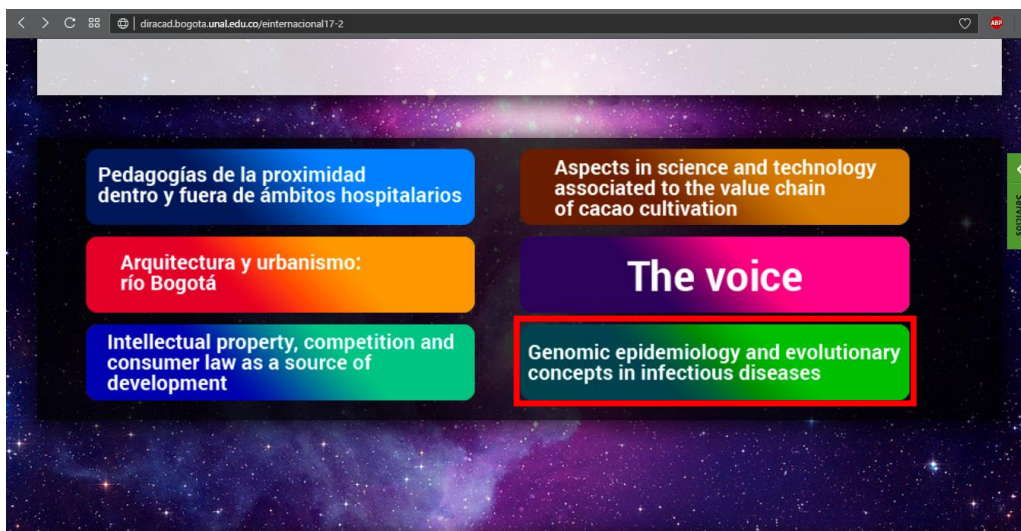 diracad.bogota.unal.edu.co/einternacional17-2
ABP
Pedagogías de la proximidad
dentro y fuera de ámbitos hospitalarios
Aspects in science and technology
associated to the value chain
of cacao cultivation
Arquitectura y urbanismo:
río Bogotá
The voice
Intellectual property, competition and
consumer law as a source of
development
Genomic epidemiology and evolutionary
concepts in infectious diseases
Servicios